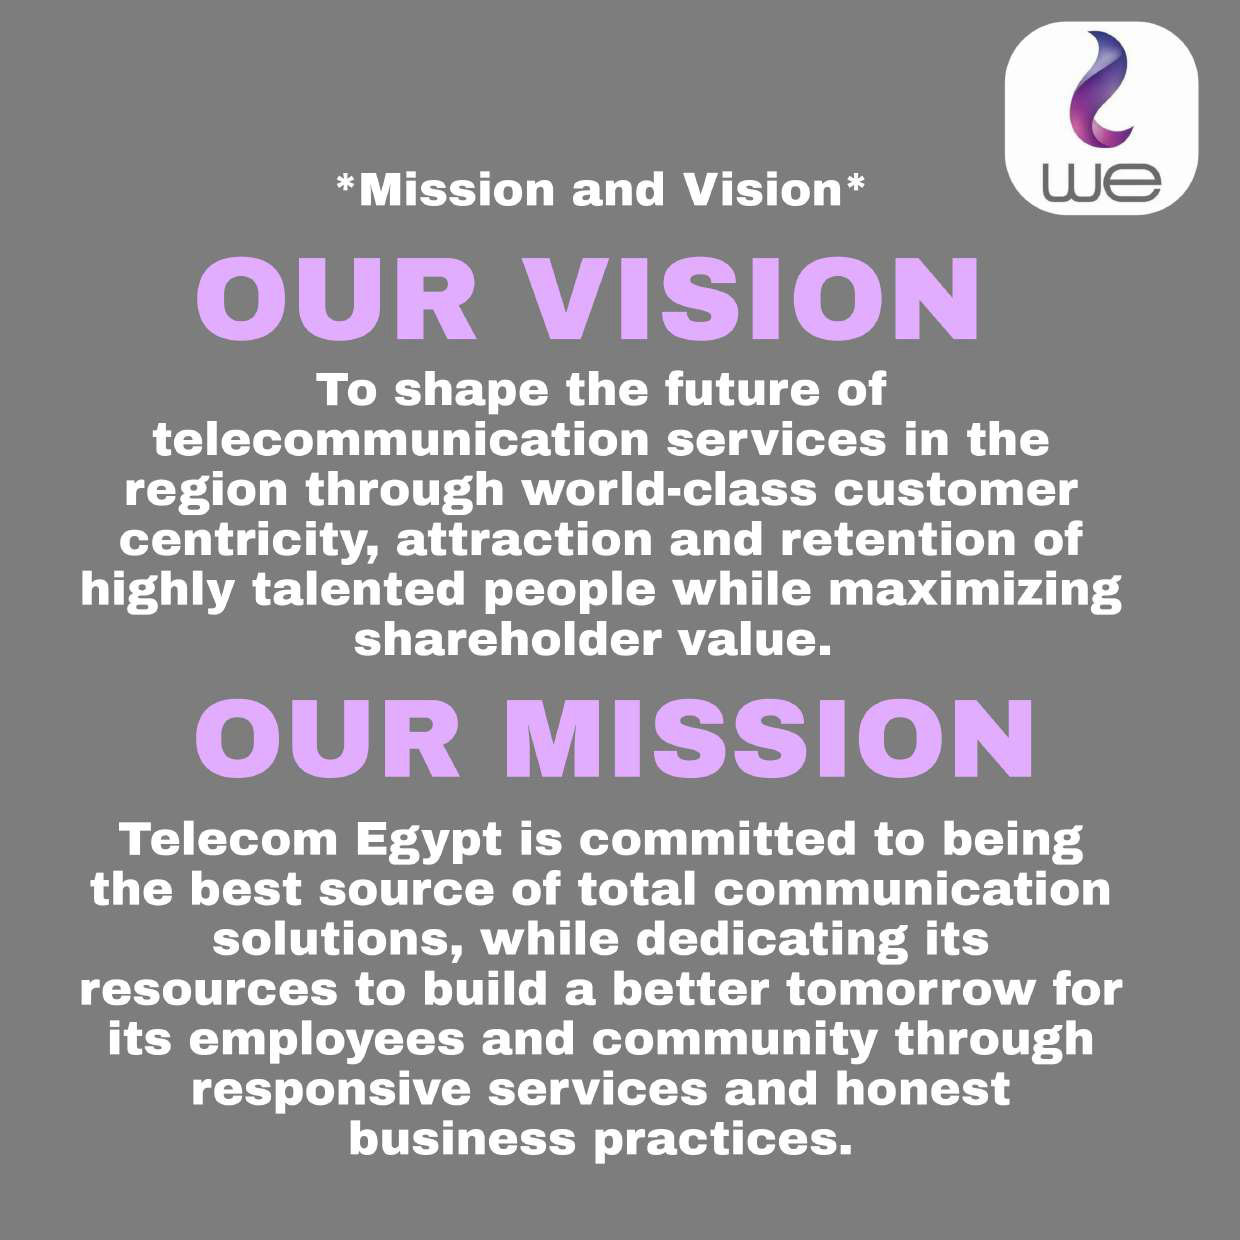 we
*Mission and Vision*
OUR VISION
To shape the future of
telecommunication services in the
region through world-class customer
centricity, attraction and retention of
highly talented people while maximizing
shareholder value.
OUR MISSION
Telecom Egypt is committed to being
the best source of total communication
solutions, while dedicating its
resources to build a better tomorrow for
its employees and community through
responsive services and honest
business practices.